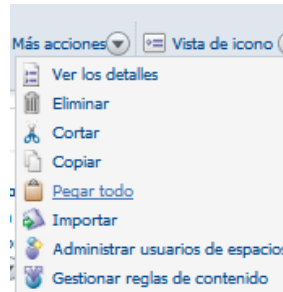 Más acciones Vista de icono
Ver los detalles
Eliminar
Cortar
Copiar
Pegar todo
Importar
Administrar usuarios de espacios
Gestionar reglas de contenido